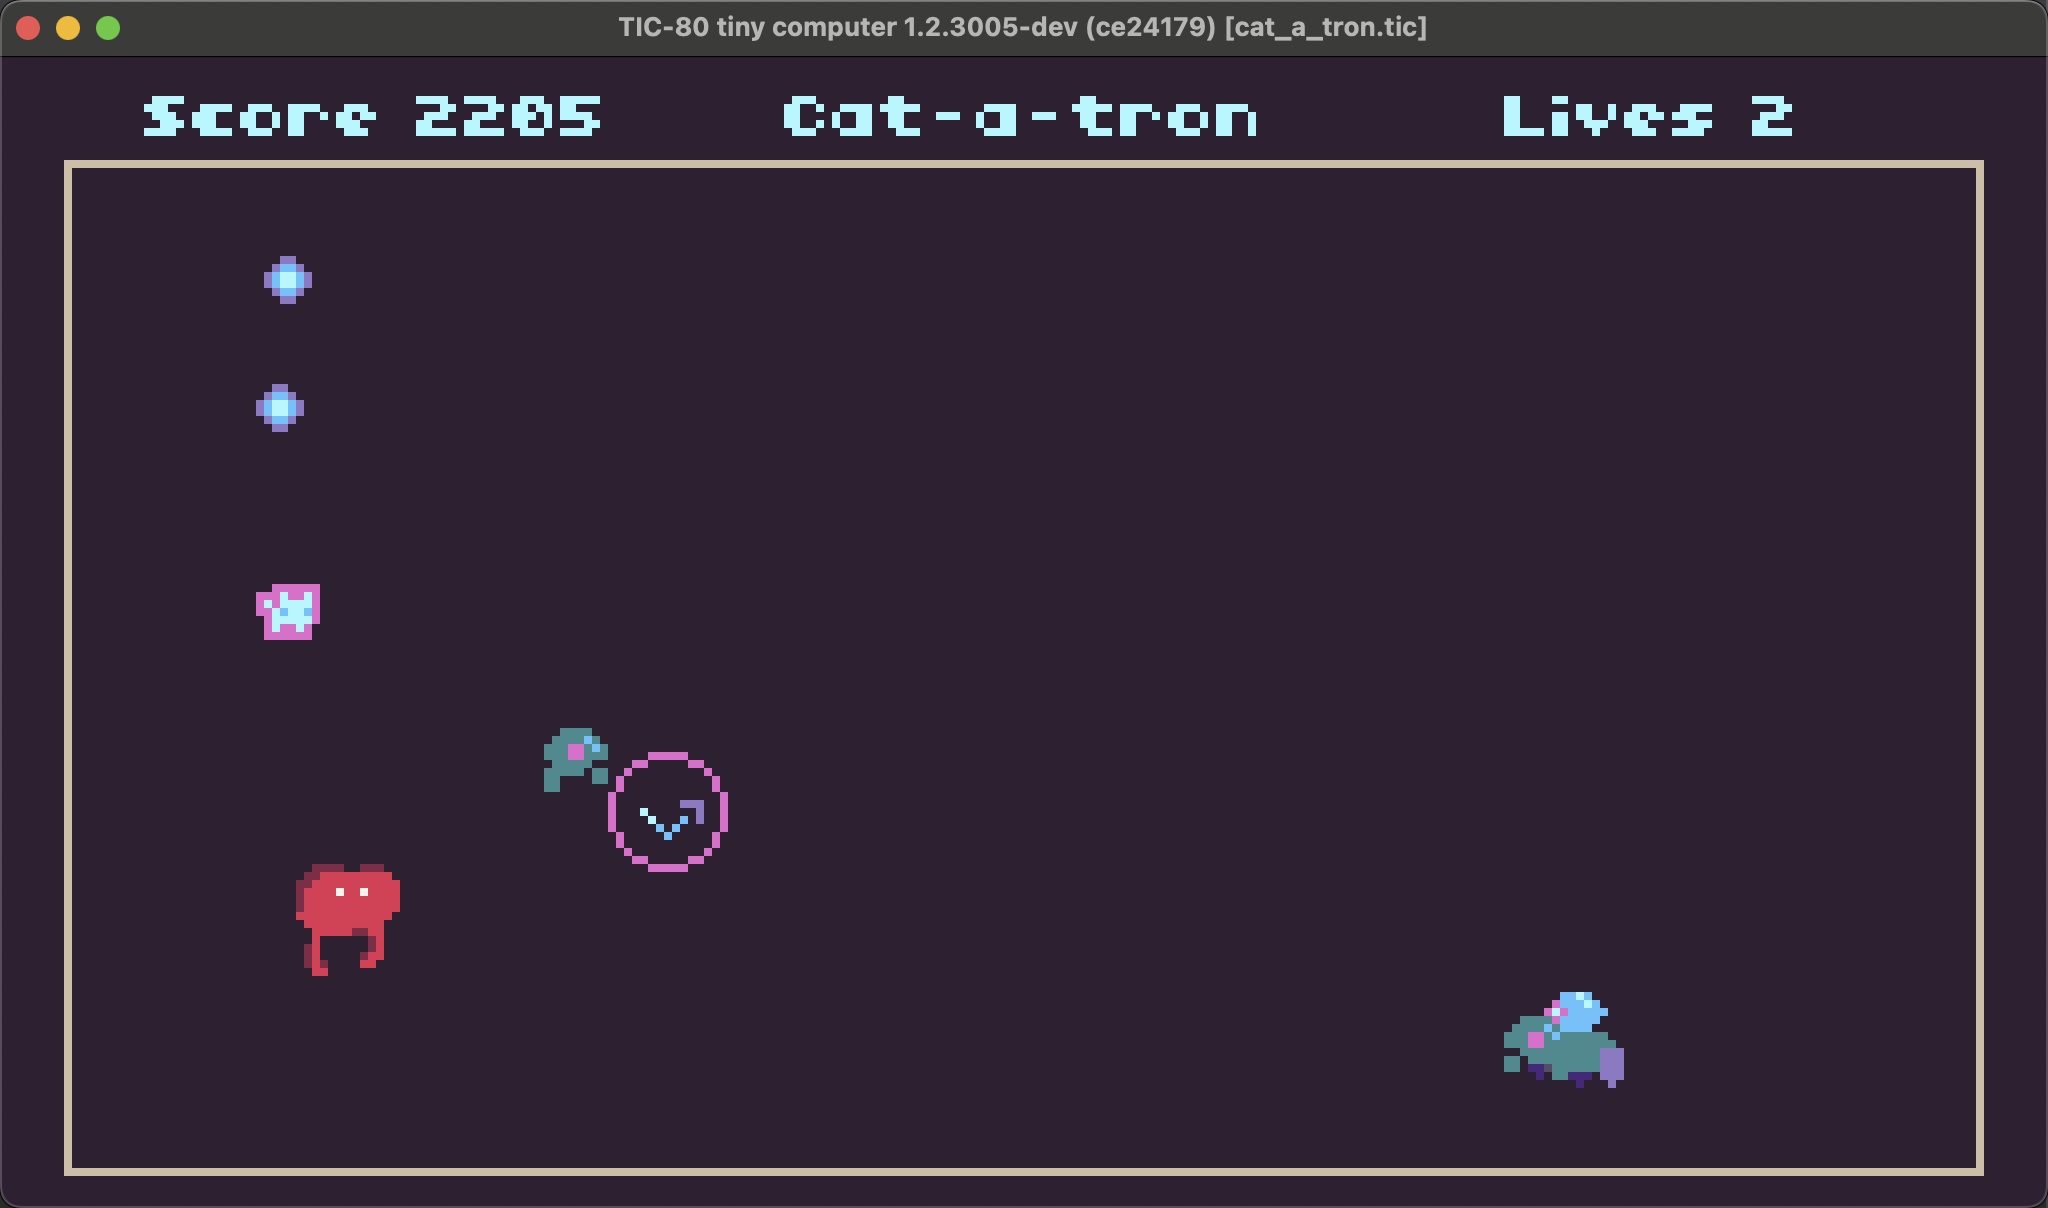 TIC-80 tiny computer 1.2.3005-dev (ce24179) [cat_a_tron.tic]
Score 2205 Cat-a-tron Lives 2